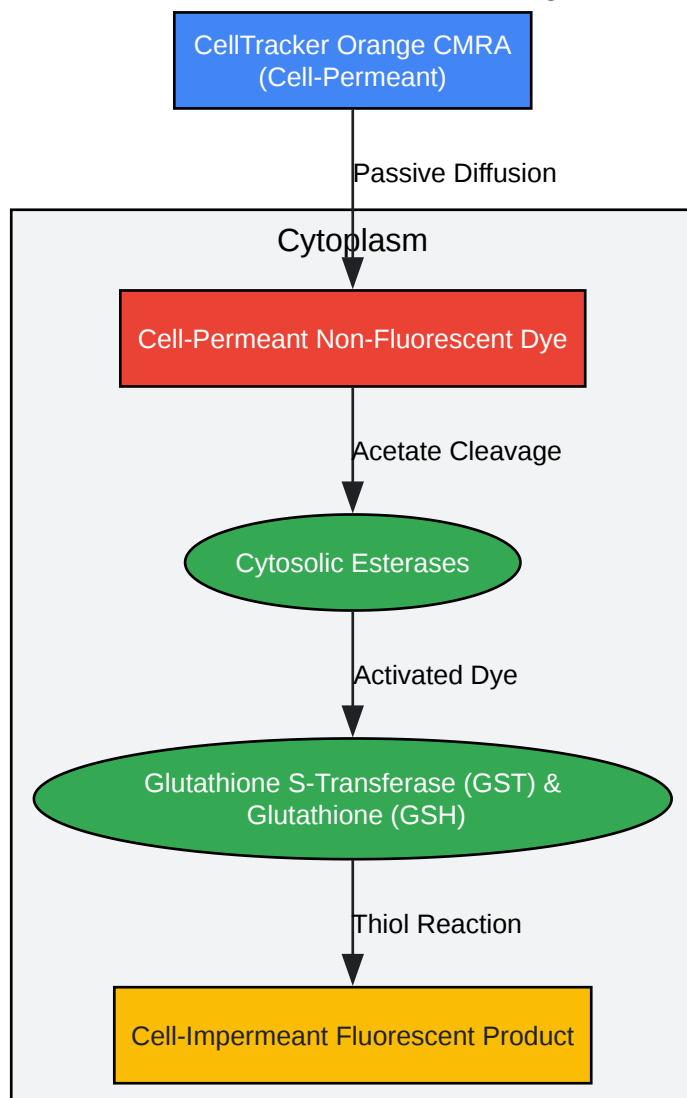 CellTracker Orange CMRA
(Cell-Permeant)
Passive Diffusion
Cytoplasm
Cell-Permeant Non-Fluorescent Dye
Acetate Cleavage
Cytosolic Esterases
Activated Dye
Glutathione S-Transferase (GST) &
Glutathione (GSH)
Thiol Reaction
Cell-Impermeant Fluorescent Product